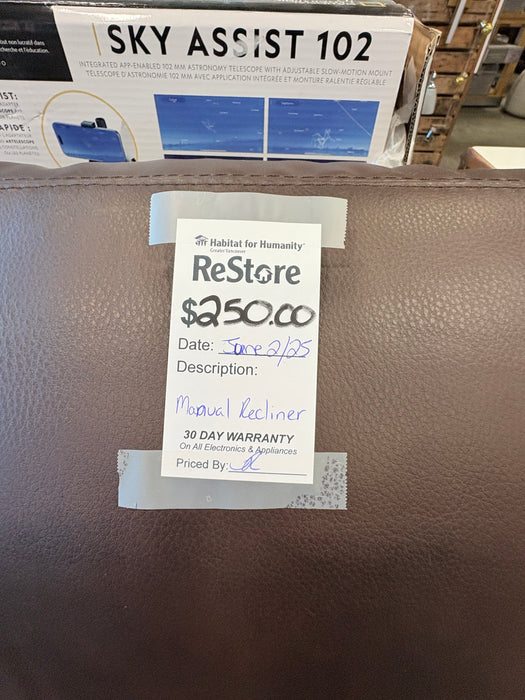 SKY ASSIST 102
INTEGRATED APP-ENABLED 102 MM ASTRONOMY TELESCOPE WITH ADJUSTABLE SLOW-MOTION MOUNT
TÉLESCOPE D'ASTRONOMIE 102 MM AVEC APPLICATION INTÉGRÉE ET MONTURE RALENTIE RÉGLABLE
Habitat for Humanity
Greater Vancouver
ReStore
$250.00
Date: June 2/25
Description:
Manual Recliner
30 DAY WARRANTY
On All Electronics & Appliances
Priced By: